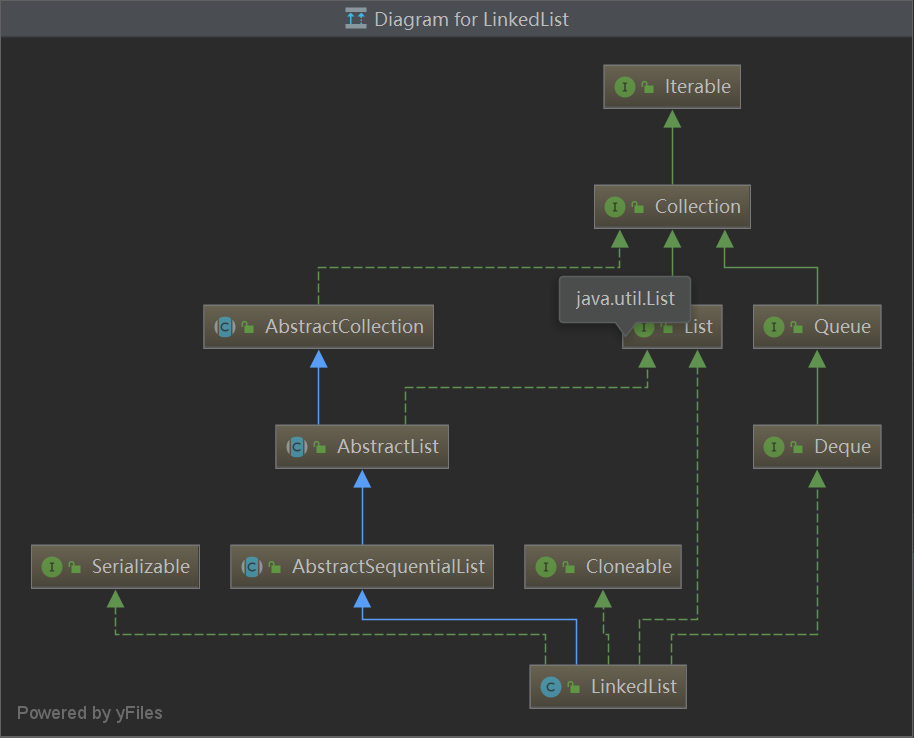 Diagram for LinkedList
I Iterable
I Collection
java.util.List
C AbstractCollection
I List
I Queue
C AbstractList
I Deque
I Serializable
C AbstractSequentialList
I Cloneable
C LinkedList
Powered by yFiles